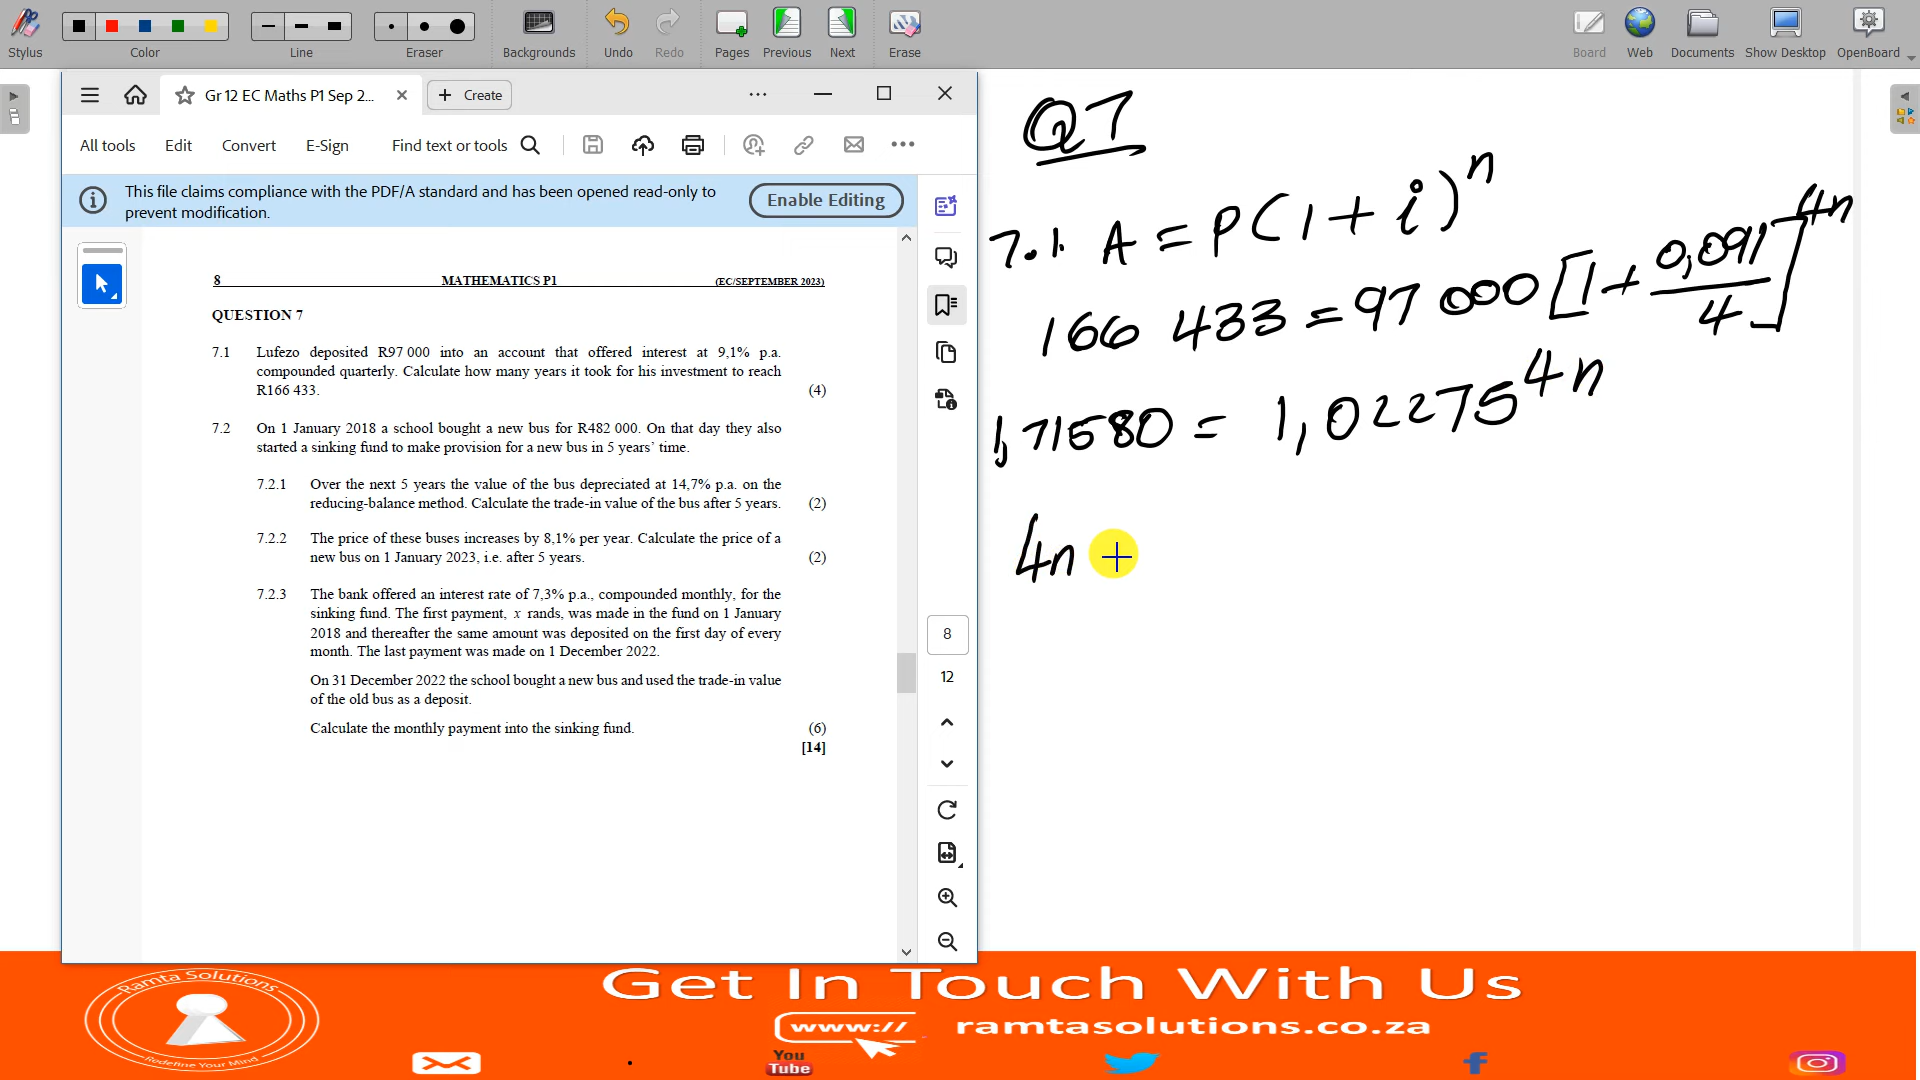 Stylus
Color
Line
Eraser
Backgrounds
Undo
Redo
Pages
Previous
Next
Erase
Board
Web
Documents
Show Desktop
OpenBoard
Gr 12 EC Maths P1 Sep 2...
Create
All tools
Edit
Convert
E-Sign
Find text or tools
This file claims compliance with the PDF/A standard and has been opened read-only to
prevent modification.
Enable Editing
8 MATHEMATICS P1 (EC/SEPTEMBER 2023)
QUESTION 7
7.1 Lufezo deposited R97 000 into an account that offered interest at 9,1% p.a.
compounded quarterly. Calculate how many years it took for his investment to reach
R166 433. (4)
7.2 On 1 January 2018 a school bought a new bus for R482 000. On that day they also
started a sinking fund to make provision for a new bus in 5 years' time.
7.2.1 Over the next 5 years the value of the bus depreciated at 14,7% p.a. on the
reducing-balance method. Calculate the trade-in value of the bus after 5 years. (2)
7.2.2 The price of these buses increases by 8,1% per year. Calculate the price of a
new bus on 1 January 2023, i.e. after 5 years. (2)
7.2.3 The bank offered an interest rate of 7,3% p.a., compounded monthly, for the
sinking fund. The first payment, x rands, was made in the fund on 1 January
2018 and thereafter the same amount was deposited on the first day of every
month. The last payment was made on 1 December 2022.
On 31 December 2022 the school bought a new bus and used the trade-in value
of the old bus as a deposit.
Calculate the monthly payment into the sinking fund. (6)
[14]
8
12
Q7
7.1 A = P(1 + i)^n
166 433 = 97 000 [1 + 0,091/4]^4n
1,71580 = 1,02275^4n
4n
Ramta Solutions
Redefine Your Mind
Get In Touch With Us
www://
ramtasolutions.co.za
You
Tube